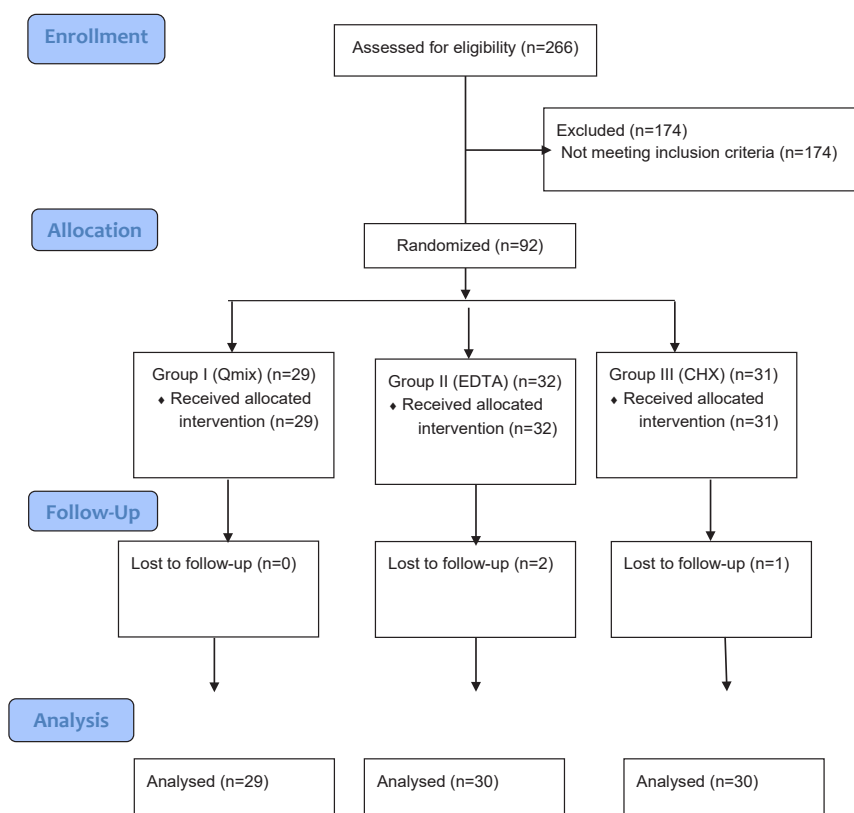 Enrollment
Assessed for eligibility (n=266)
Excluded (n=174)
Not meeting inclusion criteria (n=174)
Allocation
Randomized (n=92)
Group I (Qmix) (n=29)
♦ Received allocated
intervention (n=29)
Group II (EDTA) (n=32)
♦ Received allocated
intervention (n=32)
Group III (CHX) (n=31)
♦ Received allocated
intervention (n=31)
Follow-Up
Lost to follow-up (n=0)
Lost to follow-up (n=2)
Lost to follow-up (n=1)
Analysis
Analysed (n=29)
Analysed (n=30)
Analysed (n=30)